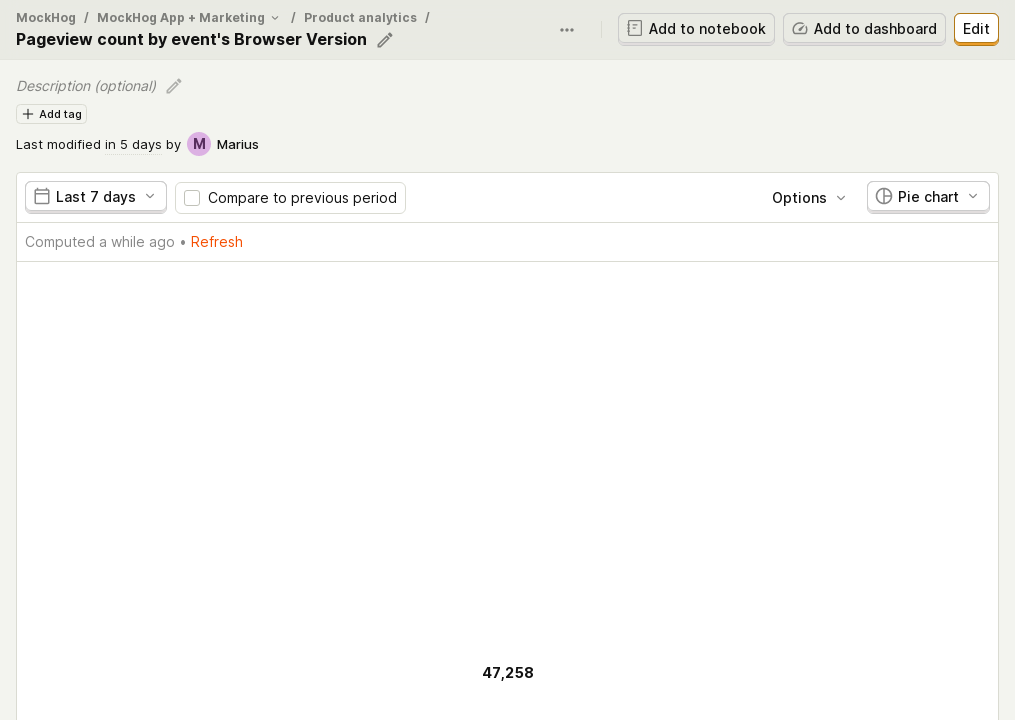 MockHog / MockHog App + Marketing / Product analytics /
Pageview count by event's Browser Version
Add to notebook
Add to dashboard
Edit
Description (optional)
Add tag
Last modified in 5 days by M Marius
Last 7 days
Compare to previous period
Options
Pie chart
Computed a while ago • Refresh
47,258